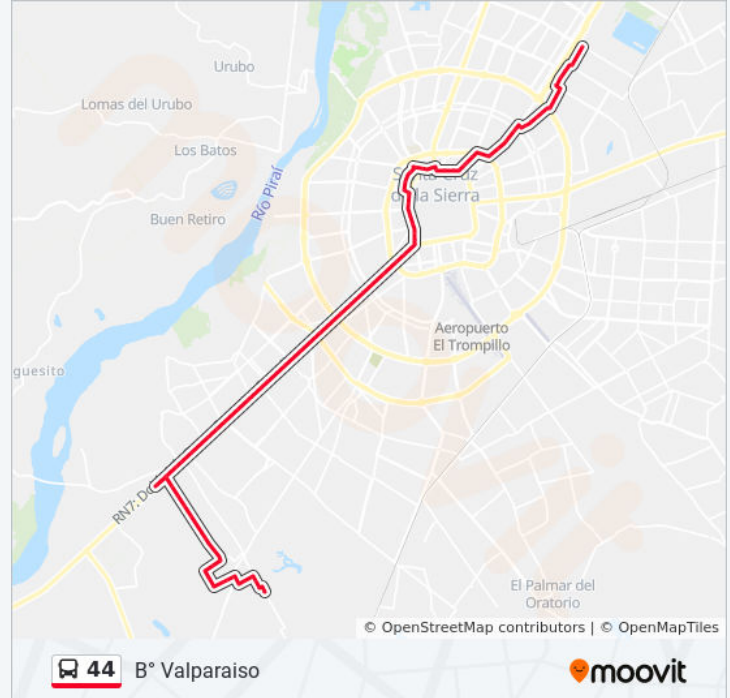 Urubo
Lomas del Urubo
Los Batos
Río Piraí
Buen Retiro
Santa Cruz
de la Sierra
Aeropuerto
El Trompillo
guesito
RN7: Do
El Palmar del
Oratorio
© OpenStreetMap contributors | © OpenMapTiles
44 B° Valparaiso
moovit